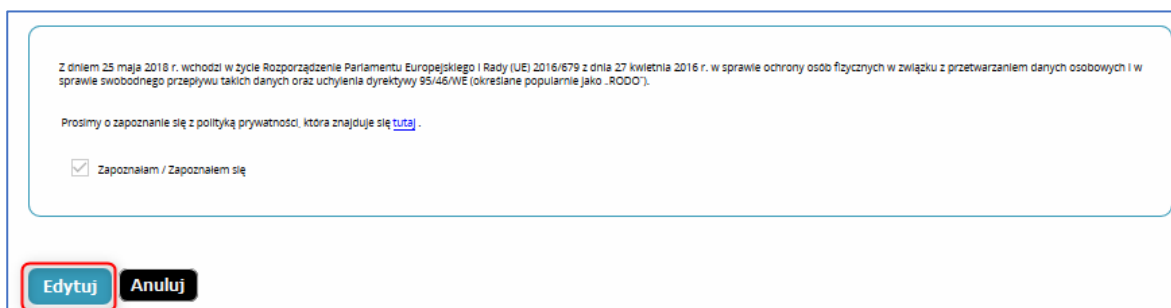 Z dniem 25 maja 2018 r. wchodzi w życie Rozporządzenie Parlamentu Europejskiego i Rady (UE) 2016/679 z dnia 27 kwietnia 2016 r. w sprawie ochrony osób fizycznych w związku z przetwarzaniem danych osobowych i w
sprawie swobodnego przepływu takich danych oraz uchylenia dyrektywy 95/46/WE (określane popularnie jako „RODO”).
Prosimy o zapoznanie się z polityką prywatności, która znajduje się tutaj .
Zapoznałam / Zapoznałem się
Edytuj Anuluj